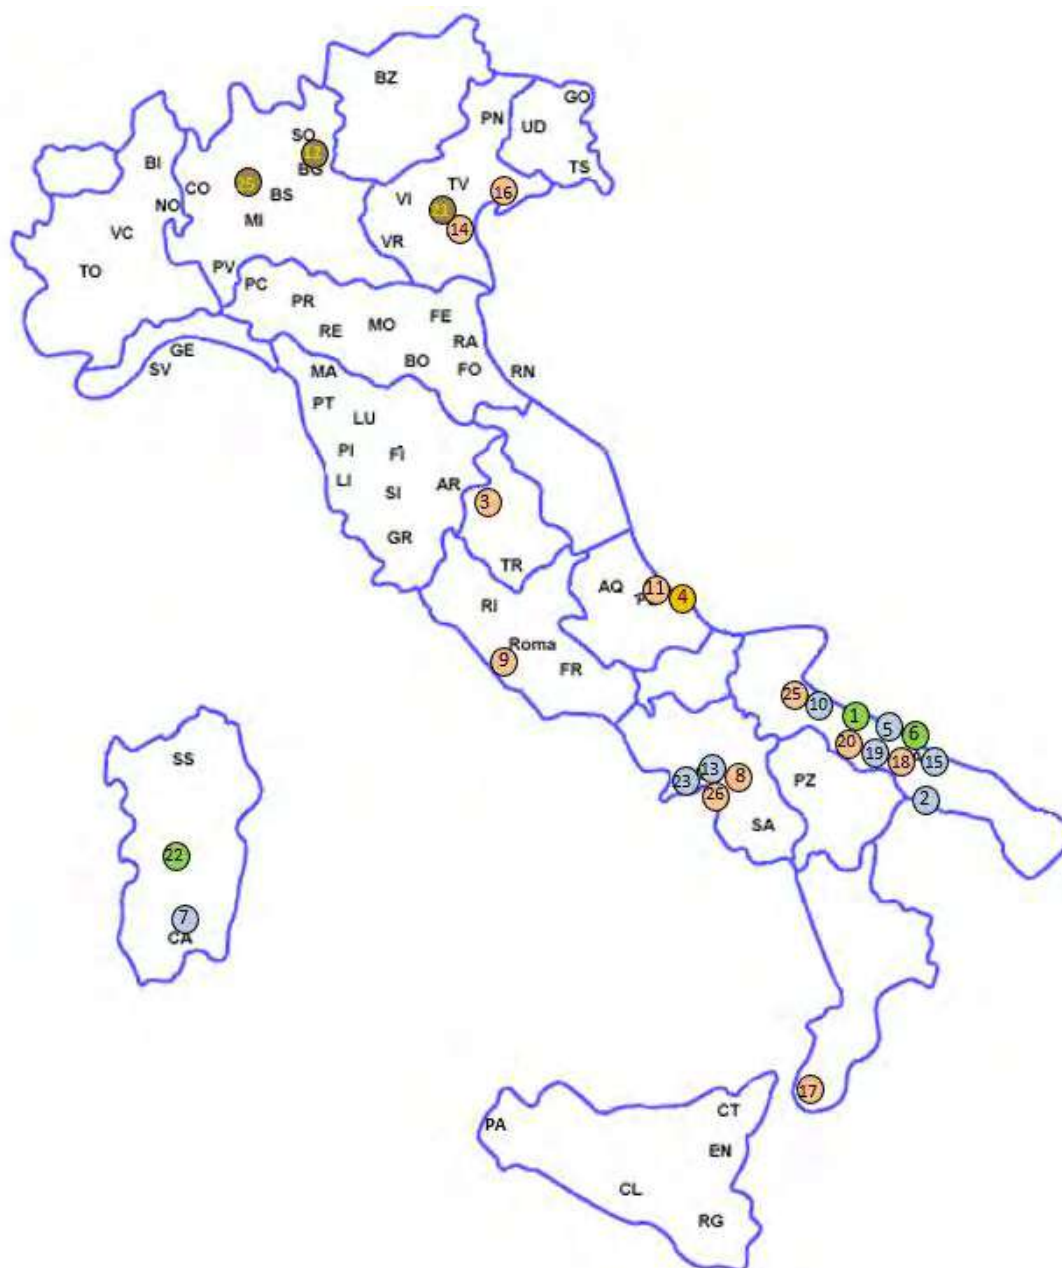 BZ
GO
PN
UD
SO
12
BG
TS
BI
CO
BS
TV
VI
16
NO
MI
21
14
VC
VR
TO
PV
PC
PR
MO
FE
RE
RA
GE
SV
BO
FO
RN
MA
PT
LU
PI
FI
LI
SI
AR
3
GR
TR
AQ
11
4
RI
Roma
9
FR
25
10
1
5
6
20
19
18
15
SS
23
13
8
26
PZ
2
SA
22
7
CA
17
PA
CT
EN
CL
RG